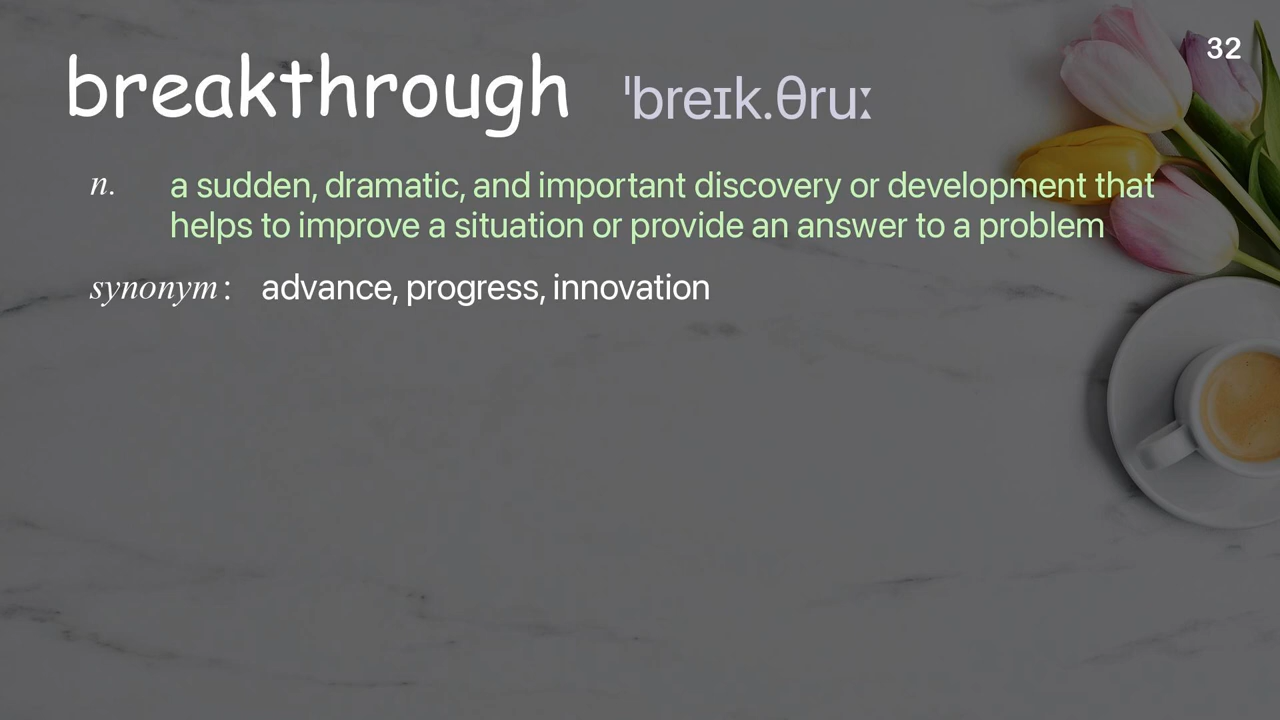 32
breakthrough ˈbreɪk.θruː
n. a sudden, dramatic, and important discovery or development that
helps to improve a situation or provide an answer to a problem
synonym: advance, progress, innovation